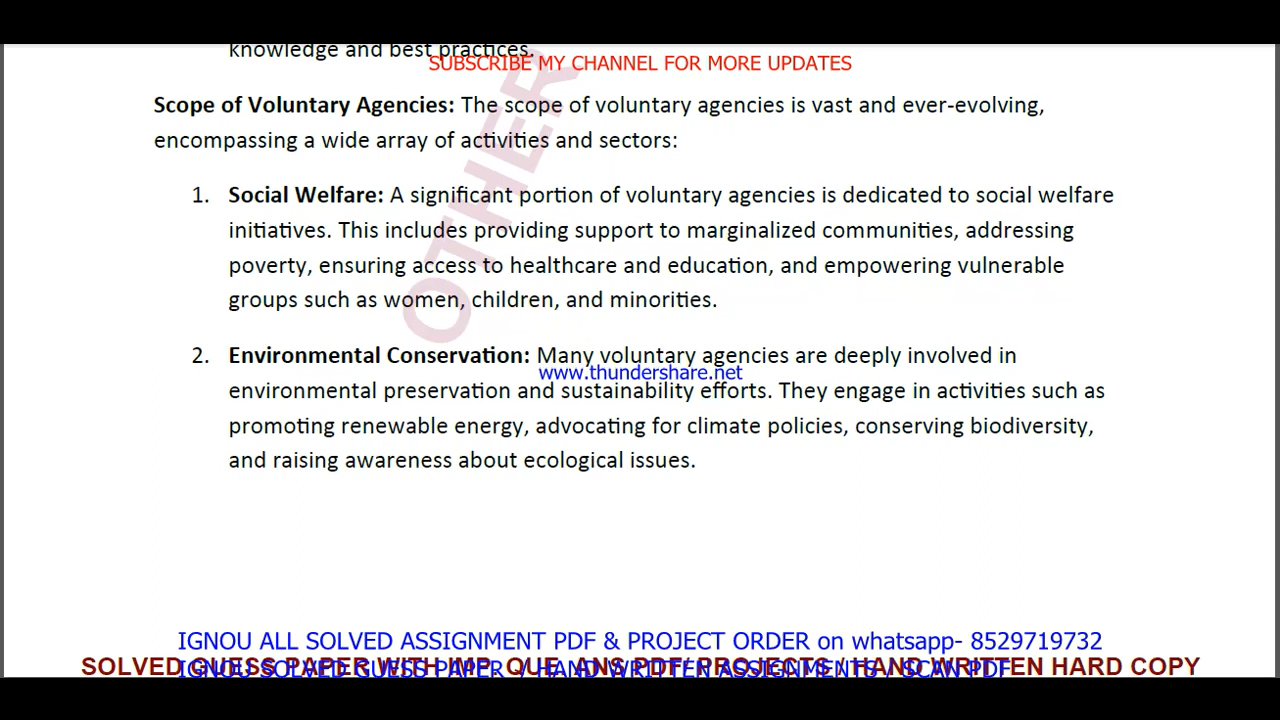 knowledge and best practices.
SUBSCRIBE MY CHANNEL FOR MORE UPDATES
Scope of Voluntary Agencies: The scope of voluntary agencies is vast and ever-evolving,
encompassing a wide array of activities and sectors:
1. Social Welfare: A significant portion of voluntary agencies is dedicated to social welfare
initiatives. This includes providing support to marginalized communities, addressing
poverty, ensuring access to healthcare and education, and empowering vulnerable
groups such as women, children, and minorities.
OTHER
2. Environmental Conservation: Many voluntary agencies are deeply involved in
www.thundershare.net
environmental preservation and sustainability efforts. They engage in activities such as
promoting renewable energy, advocating for climate policies, conserving biodiversity,
and raising awareness about ecological issues.
IGNOU ALL SOLVED ASSIGNMENT PDF & PROJECT ORDER on whatsapp- 8529719732
SOLVED GUESS PAPER WITH IMP. QUE. ANS PDF/ PROJECTS / HAND WRITTEN HARD COPY
IGNOU SOLVED GUESS PAPER / HAND WRITTEN ASSIGNMENTS / SCAN PDF